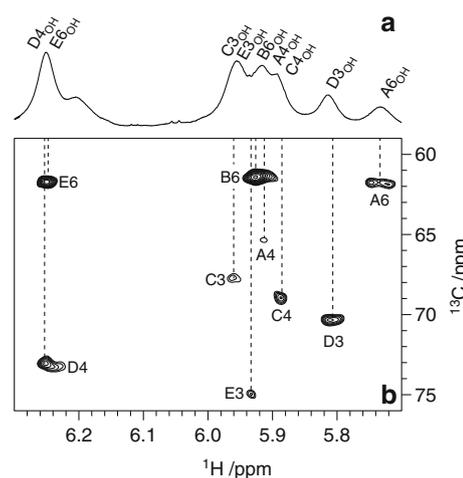 a
D4OH
E6OH
C3OH
E3OH
B6OH
A4OH
C4OH
D3OH
A6OH
E6
B6
A6
A4
C3
C4
D3
D4
E3
b
60
65
70
75
13C /ppm
6.2 6.1 6.0 5.9 5.8
1H /ppm